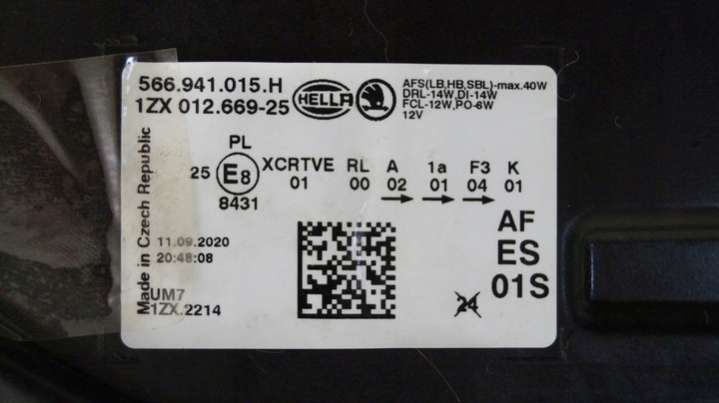 566.941.015.H
1ZX 012.669-25
HELLA
AFS(LB,HB,SBL)-max.40W
DRL-14W,DI-14W
FCL-12W,PO-6W
12V
PL
25 E8 XCRTVE RL A 1a F3 K
01 00 02 01 04 01
8431
Made in Czech Republic
11.09.2020
20:48:08
UM7
1ZX.2214
AF
ES
01S
24